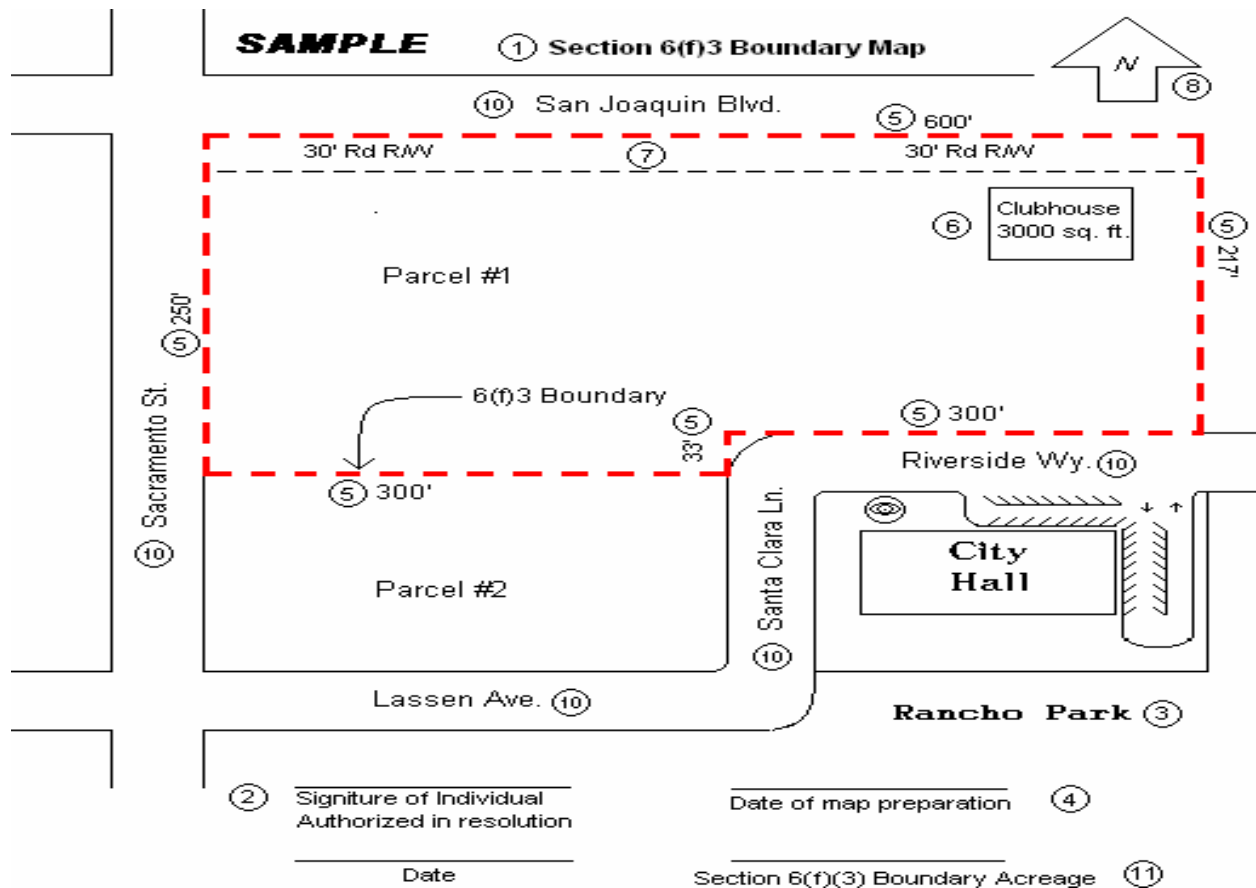 SAMPLE
1 Section 6(f)3 Boundary Map
N
8
10 San Joaquin Blvd.
5 600'
30' Rd R/W
7
30' Rd R/W
6
Clubhouse
3000 sq. ft.
5 217'
Parcel #1
5 250'
6(f)3 Boundary
5 33'
5 300'
Riverside Wy. 10
5 300'
10 Sacramento St.
City
Hall
Parcel #2
10 Santa Clara Ln.
Lassen Ave. 10
Rancho Park 3
2 Signiture of Individual
Authorized in resolution
Date of map preparation 4
Date
Section 6(f)(3) Boundary Acreage 11